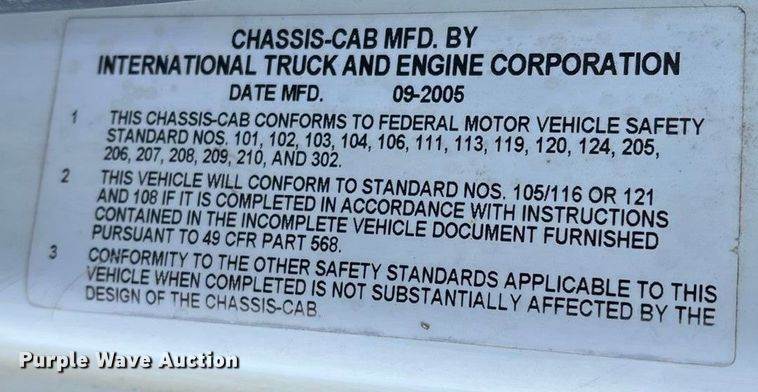 CHASSIS-CAB MFD. BY
INTERNATIONAL TRUCK AND ENGINE CORPORATION
DATE MFD. 09-2005
1 THIS CHASSIS-CAB CONFORMS TO FEDERAL MOTOR VEHICLE SAFETY
STANDARD NOS. 101, 102, 103, 104, 106, 111, 113, 119, 120, 124, 205,
206, 207, 208, 209, 210, AND 302.
2 THIS VEHICLE WILL CONFORM TO STANDARD NOS. 105/116 OR 121
AND 108 IF IT IS COMPLETED IN ACCORDANCE WITH INSTRUCTIONS
CONTAINED IN THE INCOMPLETE VEHICLE DOCUMENT FURNISHED
PURSUANT TO 49 CFR PART 568.
3 CONFORMITY TO THE OTHER SAFETY STANDARDS APPLICABLE TO THIS
VEHICLE WHEN COMPLETED IS NOT SUBSTANTIALLY AFFECTED BY THE
DESIGN OF THE CHASSIS-CAB
Purple Wave Auction